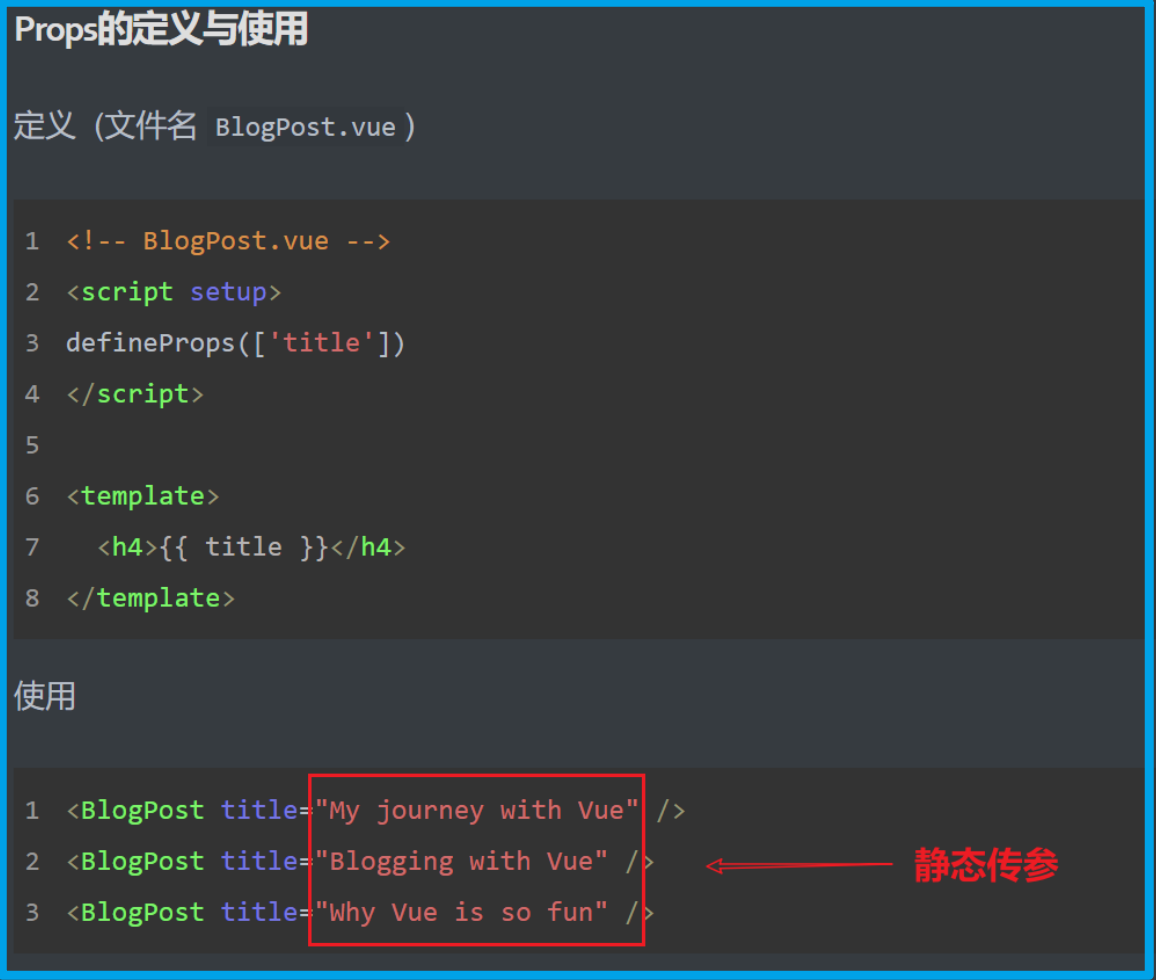 Props的定义与使用
定义（文件名 BlogPost.vue ）
1 <!-- BlogPost.vue -->
2 <script setup>
3 defineProps(['title'])
4 </script>
5
6 <template>
7   <h4>{{ title }}</h4>
8 </template>
使用
1 <BlogPost title="My journey with Vue" />
2 <BlogPost title="Blogging with Vue" />
静态传参
3 <BlogPost title="Why Vue is so fun" />